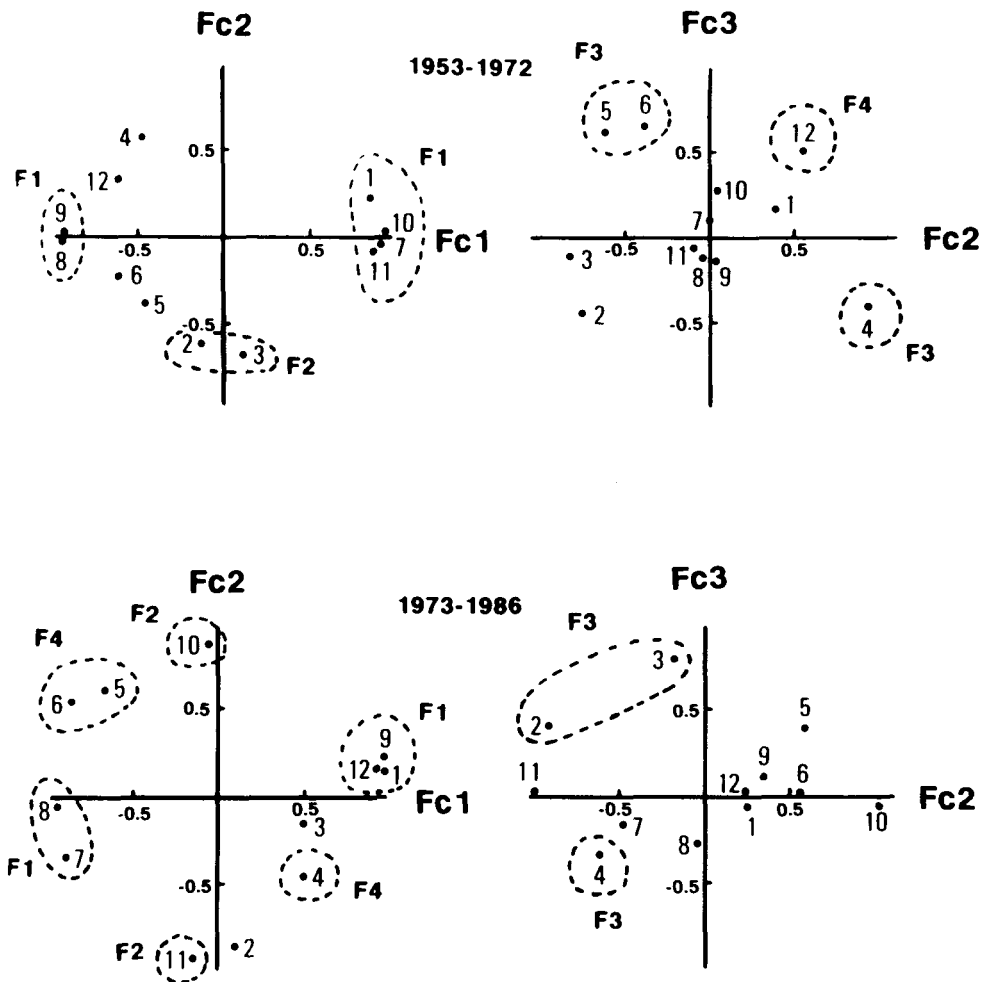 Fc2 Fc3
F3
1953-1972
5 6 F4
4 12
0.5 0.5
F1 12 F1
1 10
9 10 7 1
-0.5 0.5 7 Fc1 -0.5 0.5 Fc2
8 11 3 11 8 9
6
5 2
-0.5 -0.5 4
2 3 F2 F3
Fc2 Fc3
F2 1973-1986 F3
F4 10
3
5
6 0.5 F1 0.5 5
9 2
12 1 11 12 9 6
8 -0.5 0.5 Fc1 -0.5 0.5 Fc2
3 7 1 10
F1 7 8
4 F4 4
-0.5 -0.5
F3
F2 11 2